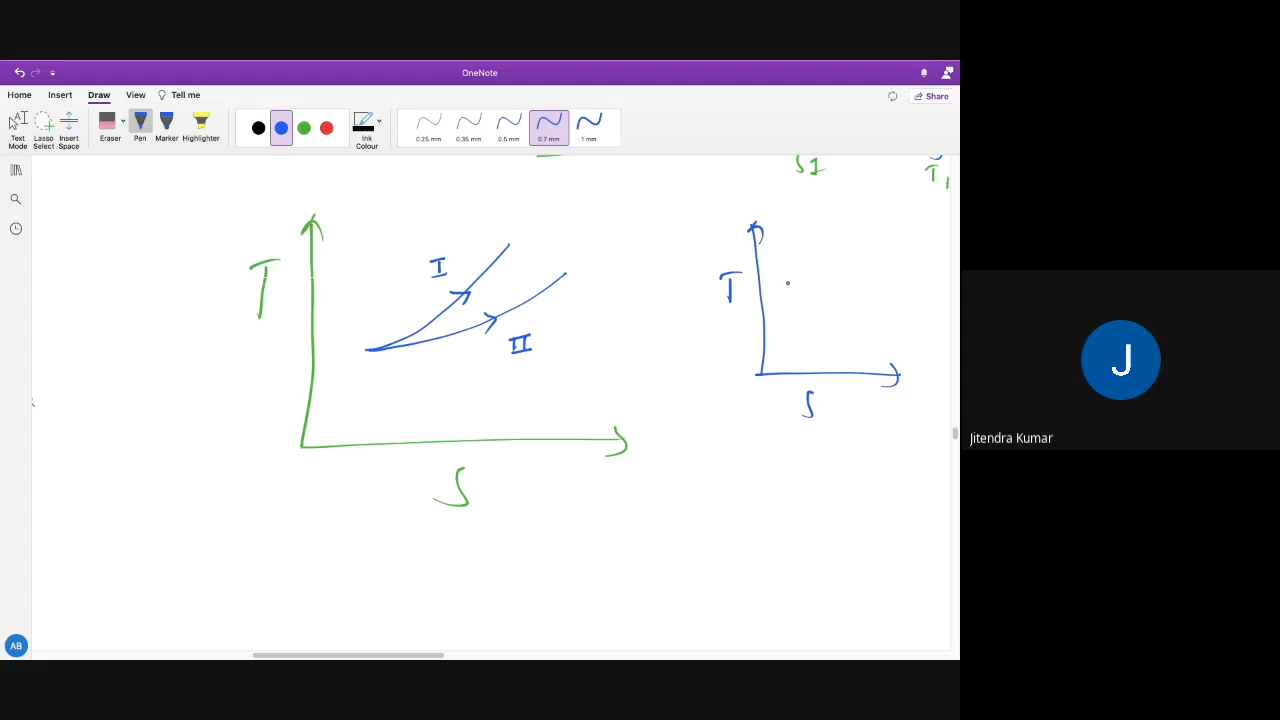 OneNote
Home Insert Draw View Tell me
Share
Text Mode
Lasso Select
Insert Space
Eraser
Pen
Marker
Highlighter
Ink Colour
0.25 mm
0.35 mm
0.5 mm
0.7 mm
1 mm
SI
T1
T
I
II
S
T
S
J
Jitendra Kumar
AB